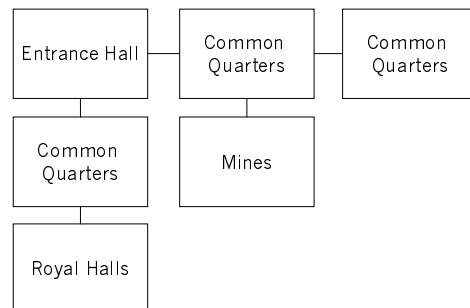 Entrance Hall
Common
Quarters
Common
Quarters
Common
Quarters
Mines
Royal Halls